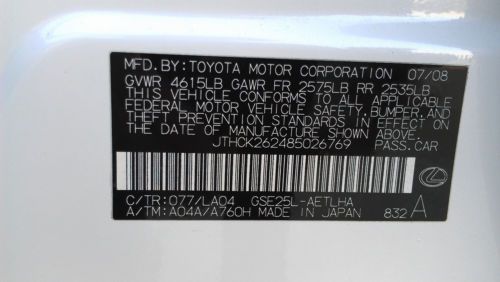 MFD.BY:TOYOTA MOTOR CORPORATION 07/08
GVWR 4615LB GAWR FR 2575LB RR 2535LB
THIS VEHICLE CONFORMS TO ALL APPLICABLE
FEDERAL MOTOR VEHICLE SAFETY,BUMPER,AND
THEFT PREVENTION STANDARDS IN EFFECT ON
THE DATE OF MANUFACTURE SHOWN ABOVE.
JTHCK262485026769 PASS.CAR
C/TR:077/LA04 GSE25L-AETLHA
A/TM:A04A/A760H MADE IN JAPAN 832 A